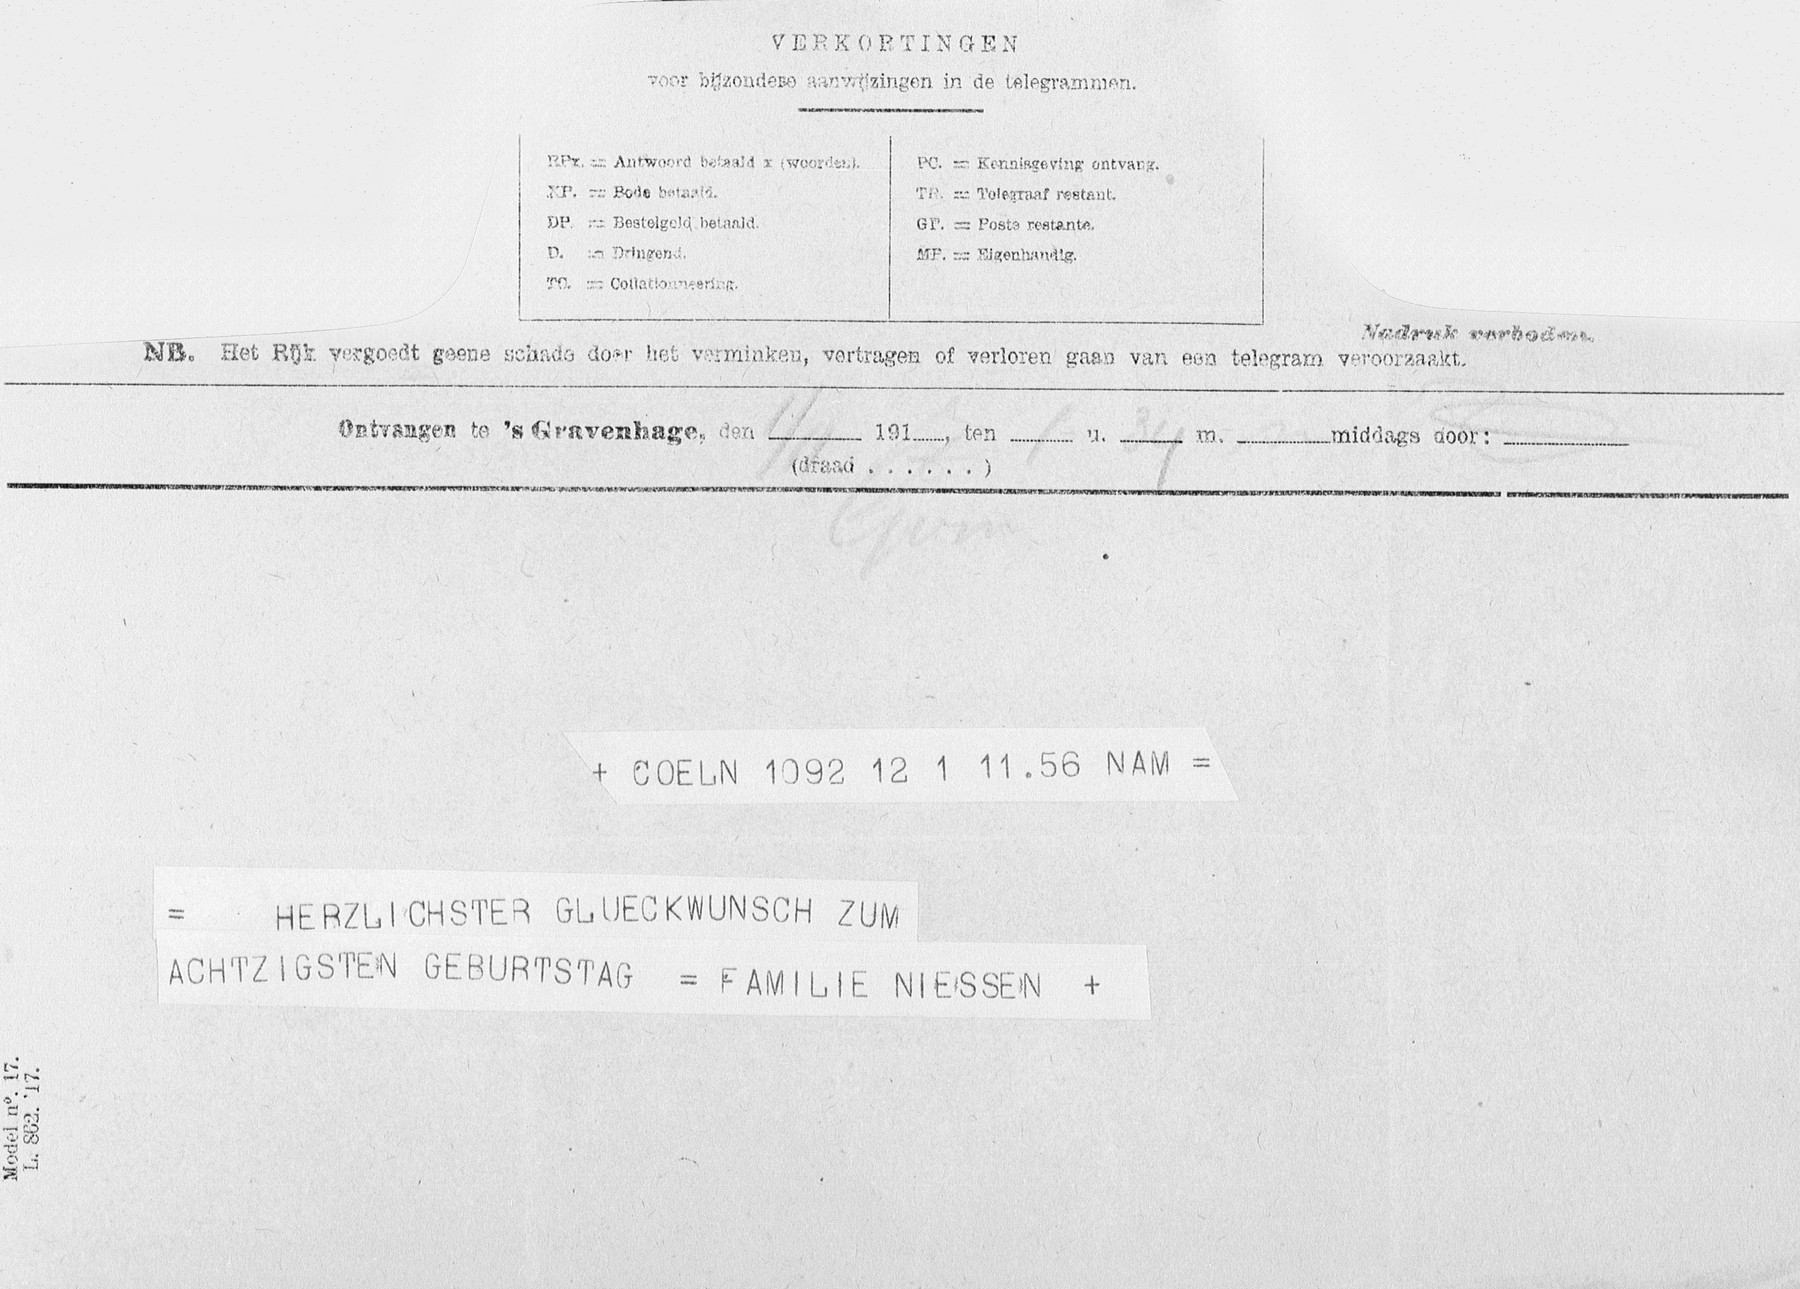 VERKORTINGEN
voor bijzondere aanwijzingen in de telegrammen.
RPx. = Antwoord betaald x (woorden).
XP. = Bode betaald.
DP. = Bestelgeld betaald.
D. = Dringend.
TC. = Collationneering.
PC. = Kennisgeving ontvang.
TR. = Telegraaf restant.
GP. = Poste restante.
MP. = Eigenhandig.
Nadruk verboden.
NB. Het Rijk vergoedt geene schade door het verminken, vertragen of verloren gaan van een telegram veroorzaakt.
Ontvangen te 's Gravenhage, den 191, ten u. m. middags door:
(draad . . . . . . )
+ COELN 1092 12 1 11.56 NAM =
= HERZLICHSTER GLUECKWUNSCH ZUM
ACHTZIGSTEN GEBURTSTAG = FAMILIE NIESSEN +
Model nº. 17.
L. 862. '17.